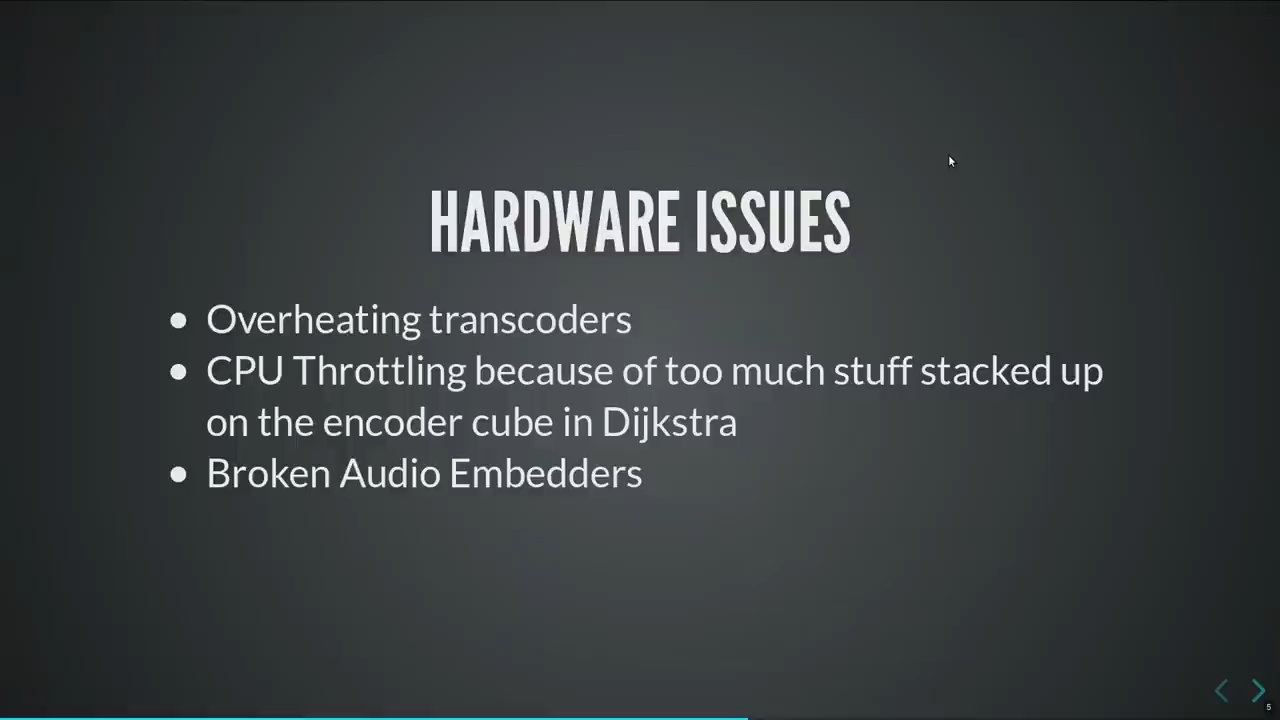 HARDWARE ISSUES
• Overheating transcoders
• CPU Throttling because of too much stuff stacked up
on the encoder cube in Dijkstra
• Broken Audio Embedders
5